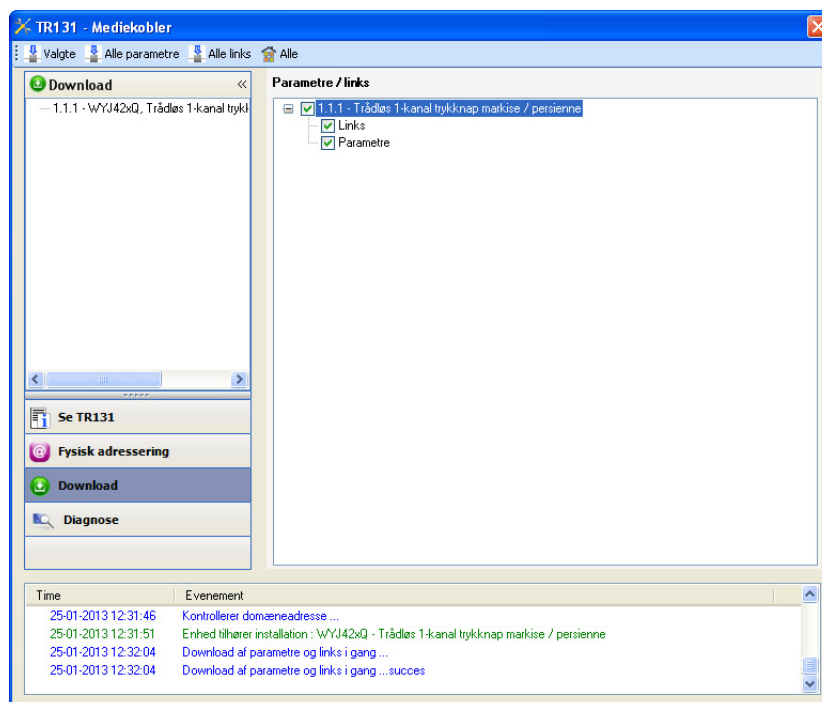 TR131 - Mediekobler
Valgte Alle parametre Alle links Alle
Download
1.1.1 - WYJ42xQ, Trådløs 1-kanal trykk
Se TR131
Fysisk adressering
Download
Diagnose
Parametre / links
1.1.1 - Trådløs 1-kanal trykknap markise / persienne
Links
Parametre
Time Evenement
25-01-2013 12:31:46 Kontrollerer domæneadresse ...
25-01-2013 12:31:51 Enhed tilhører installation : WYJ42xQ - Trådløs 1-kanal trykknap markise / persienne
25-01-2013 12:32:04 Download af parametre og links i gang ...
25-01-2013 12:32:04 Download af parametre og links i gang ...succes